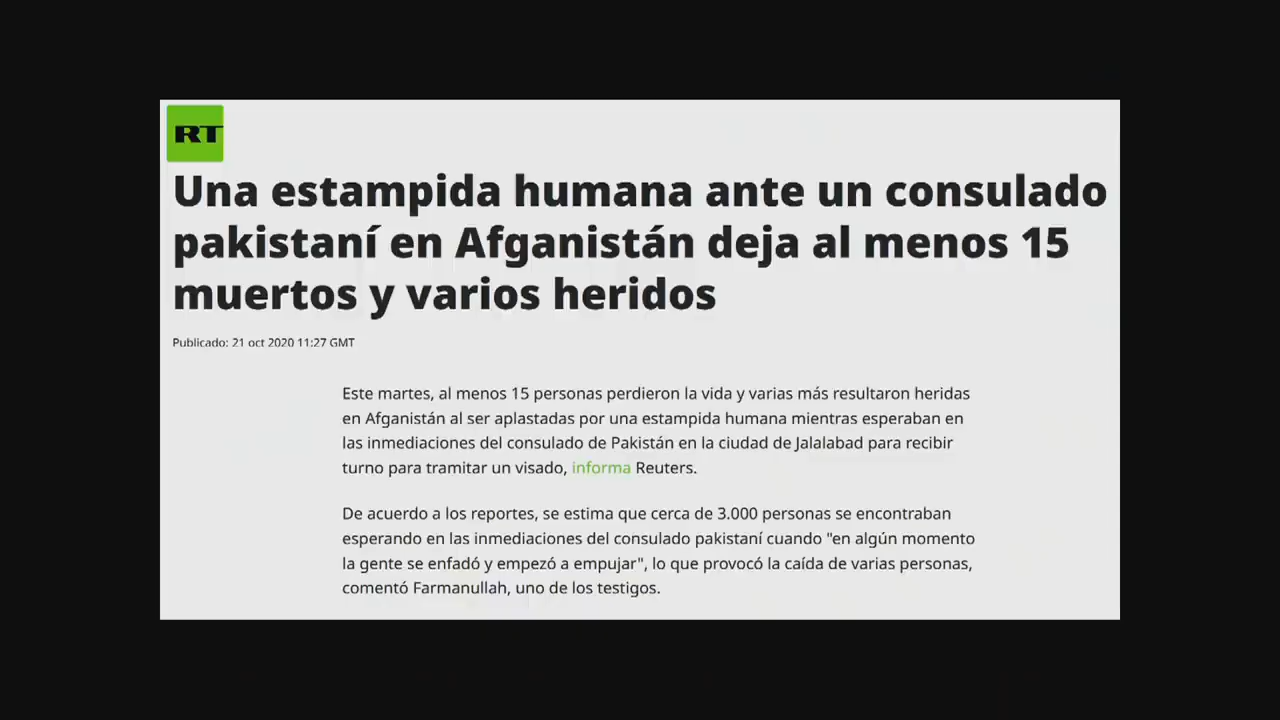 RT
Una estampida humana ante un consulado
pakistaní en Afganistán deja al menos 15
muertos y varios heridos
Publicado: 21 oct 2020 11:27 GMT
Este martes, al menos 15 personas perdieron la vida y varias más resultaron heridas
en Afganistán al ser aplastadas por una estampida humana mientras esperaban en
las inmediaciones del consulado de Pakistán en la ciudad de Jalalabad para recibir
turno para tramitar un visado, informa Reuters.
De acuerdo a los reportes, se estima que cerca de 3.000 personas se encontraban
esperando en las inmediaciones del consulado pakistaní cuando "en algún momento
la gente se enfadó y empezó a empujar", lo que provocó la caída de varias personas,
comentó Farmanullah, uno de los testigos.